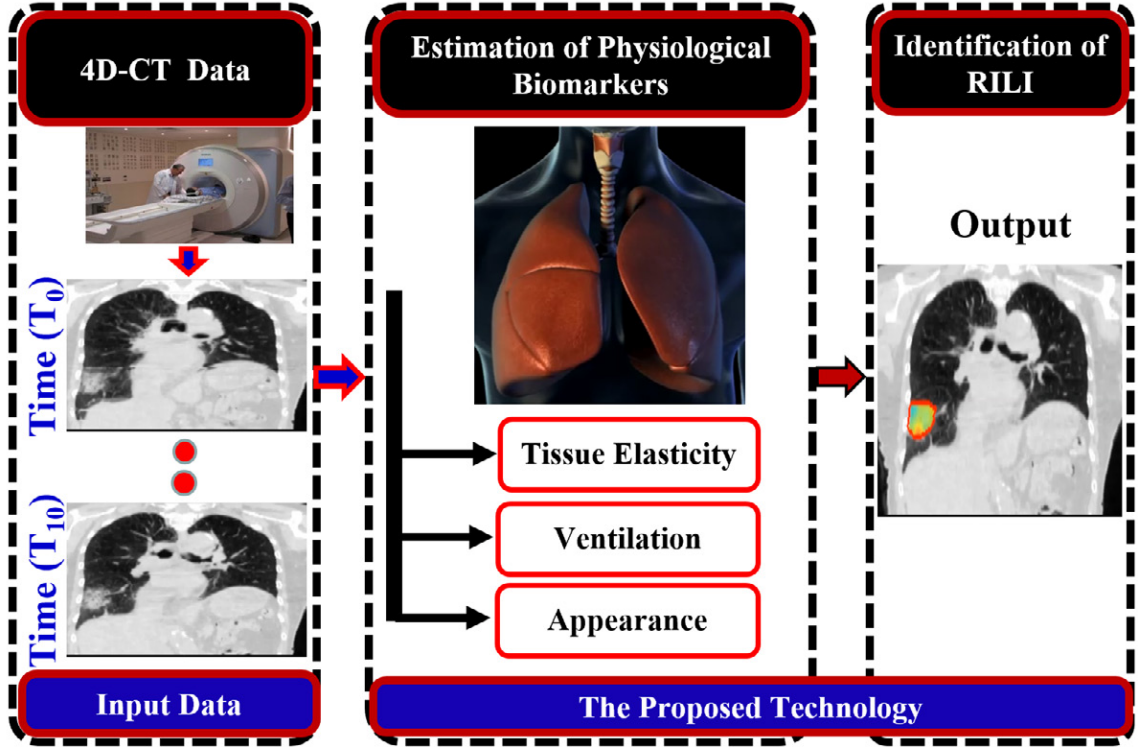 4D-CT Data
Time (T0)
Time (T10)
Input Data
Estimation of Physiological
Biomarkers
Tissue Elasticity
Ventilation
Appearance
Identification of
RILI
Output
The Proposed Technology